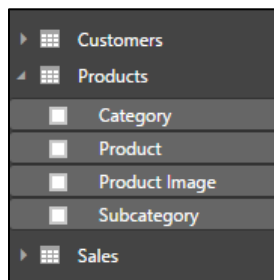 Customers
Products
Category
Product
Product Image
Subcategory
Sales